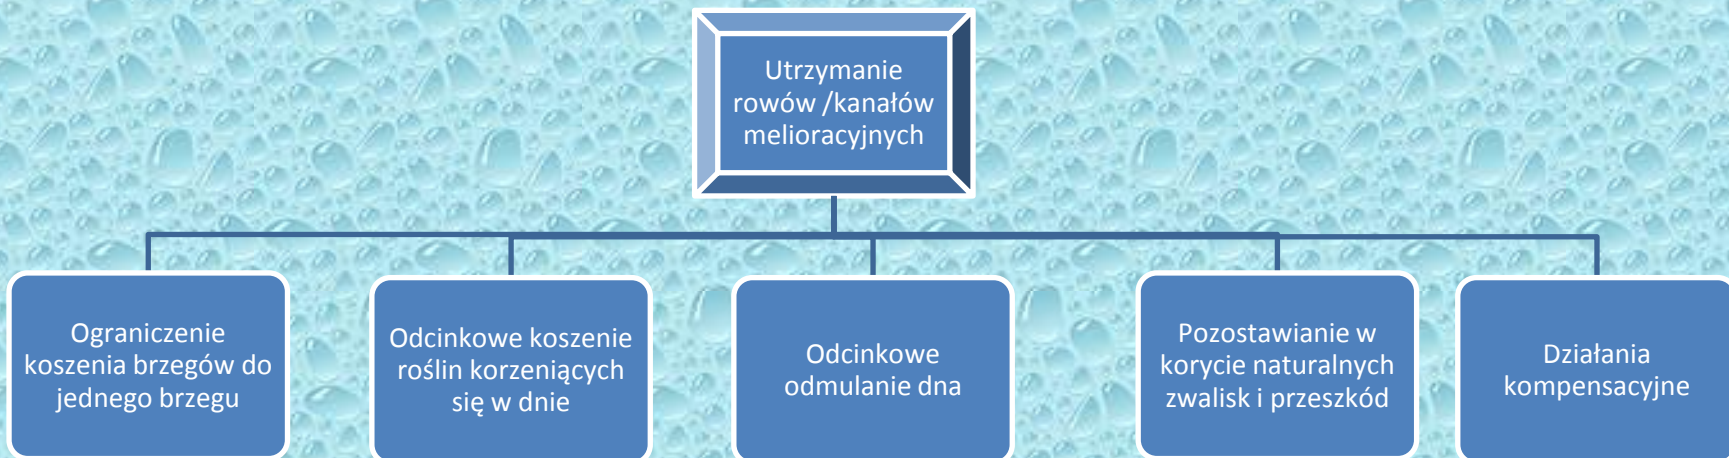 Utrzymanie
rowów /kanałów
melioracyjnych
Ograniczenie
koszenia brzegów do
jednego brzegu
Odcinkowe koszenie
roślin korzeniących
się w dnie
Odcinkowe
odmulanie dna
Pozostawianie w
korycie naturalnych
zwalisk i przeszkód
Działania
kompensacyjne